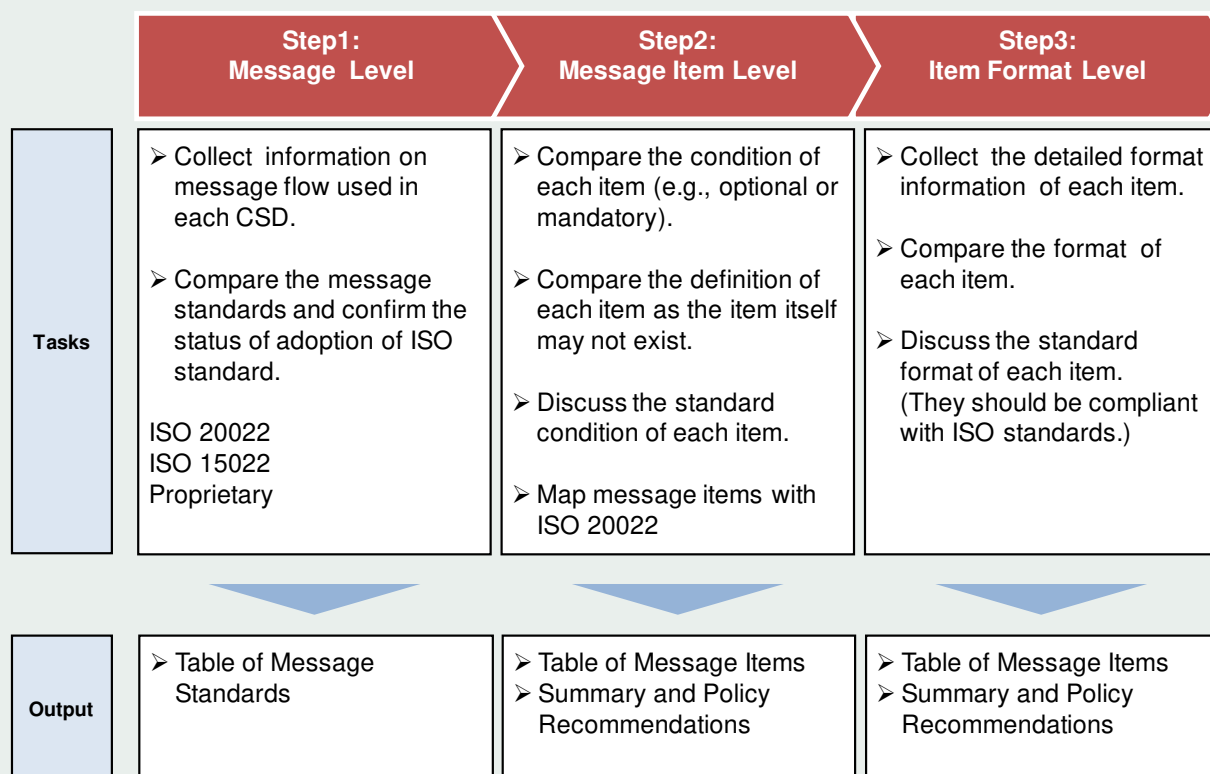 Step1:
Message Level
Step2:
Message Item Level
Step3:
Item Format Level
Tasks
➢ Collect information on
message flow used in
each CSD.
➢ Compare the message
standards and confirm the
status of adoption of ISO
standard.
ISO 20022
ISO 15022
Proprietary
➢ Compare the condition of
each item (e.g., optional or
mandatory).
➢ Compare the definition of
each item as the item itself
may not exist.
➢ Discuss the standard
condition of each item.
➢ Map message items with
ISO 20022
➢ Collect the detailed format
information of each item.
➢ Compare the format of
each item.
➢ Discuss the standard
format of each item.
(They should be compliant
with ISO standards.)
Output
➢ Table of Message
Standards
➢ Table of Message Items
➢ Summary and Policy
Recommendations
➢ Table of Message Items
➢ Summary and Policy
Recommendations